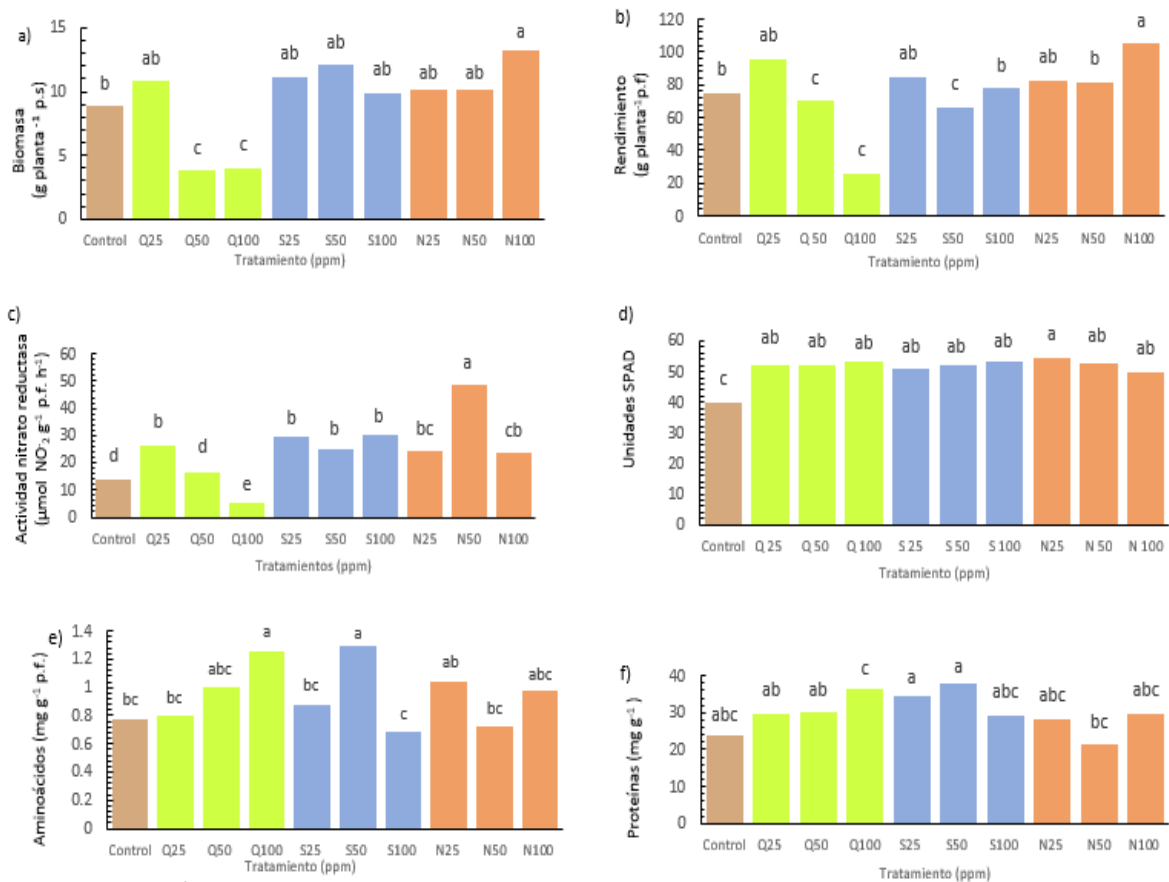 a)
Biomasa
(g planta⁻¹ p.s)
15
10
5
0
b ab c c ab ab ab ab ab a
Control Q25 Q50 Q100 S25 S50 S100 N25 N50 N100
Tratamiento (ppm)
b)
Rendimiento
(g planta⁻¹p.f)
120
100
80
60
40
20
0
b ab c c ab c b ab b a
Control Q25 Q 50 Q100 S25 S50 S100 N25 N50 N100
Tratamiento (ppm)
c)
Actividad nitrato reductasa
(µmol NO⁻₂ g⁻¹ p.f. h⁻¹)
60
50
40
30
20
10
0
d b d e b b b bc a cb
Control Q25 Q50 Q100 S25 S50 S100 N25 N50 N100
Tratamientos (ppm)
d)
Unidades SPAD
60
50
40
30
20
10
0
c ab ab ab ab ab ab a ab ab
Control Q 25 Q 50 Q 100 S 25 S 50 S 100 N25 N 50 N 100
Tratamiento (ppm)
e)
Aminoácidos (mg g⁻¹ p.f.)
1.4
1.2
1
0.8
0.6
0.4
0.2
0
bc bc abc a bc a c ab bc abc
Control Q25 Q50 Q100 S25 S50 S100 N25 N50 N100
Tratamiento (ppm)
f)
Proteínas (mg g⁻¹ )
40
30
20
10
0
abc ab ab c a a abc abc bc abc
Control Q25 Q50 Q100 S25 S50 S100 N25 N50 N100
Tratamiento (ppm)